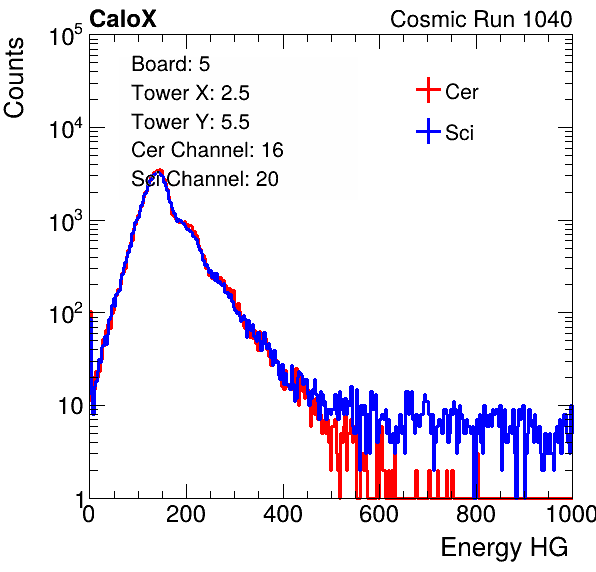 CaloX Cosmic Run 1040
Counts
Board: 5
Tower X: 2.5
Tower Y: 5.5
Cer Channel: 16
Sci Channel: 20
Cer
Sci
10^5
10^4
10^3
10^2
10
1
0 200 400 600 800 1000
Energy HG